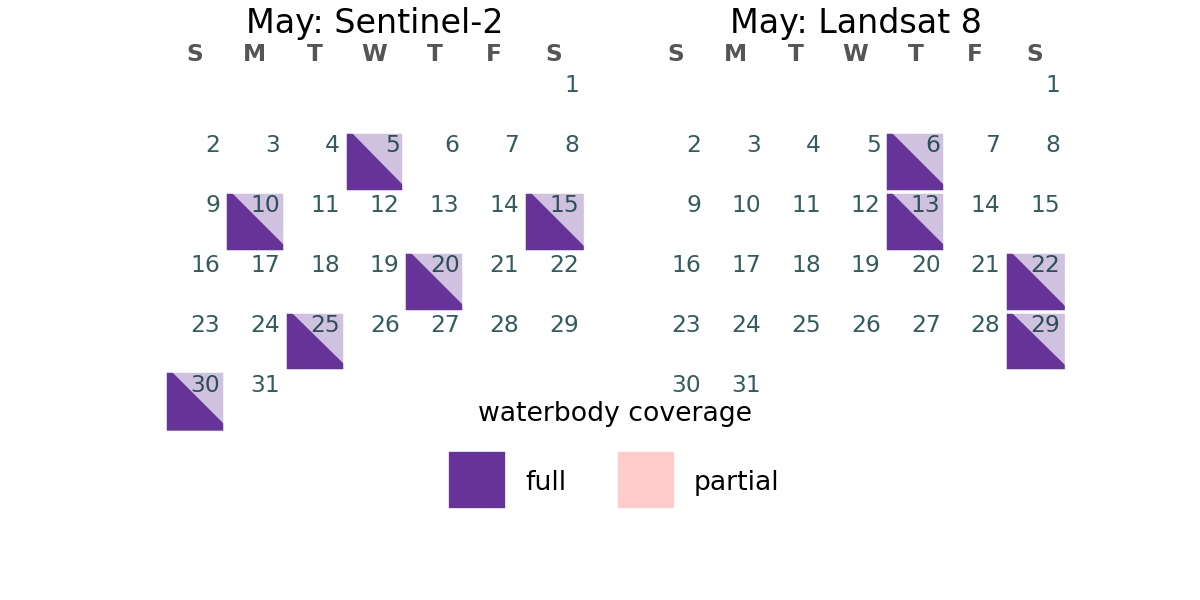 May: Sentinel-2
S M T W T F S
1
2 3 4 5 6 7 8
9 10 11 12 13 14 15
16 17 18 19 20 21 22
23 24 25 26 27 28 29
30 31
May: Landsat 8
S M T W T F S
1
2 3 4 5 6 7 8
9 10 11 12 13 14 15
16 17 18 19 20 21 22
23 24 25 26 27 28 29
30 31
waterbody coverage
full
partial